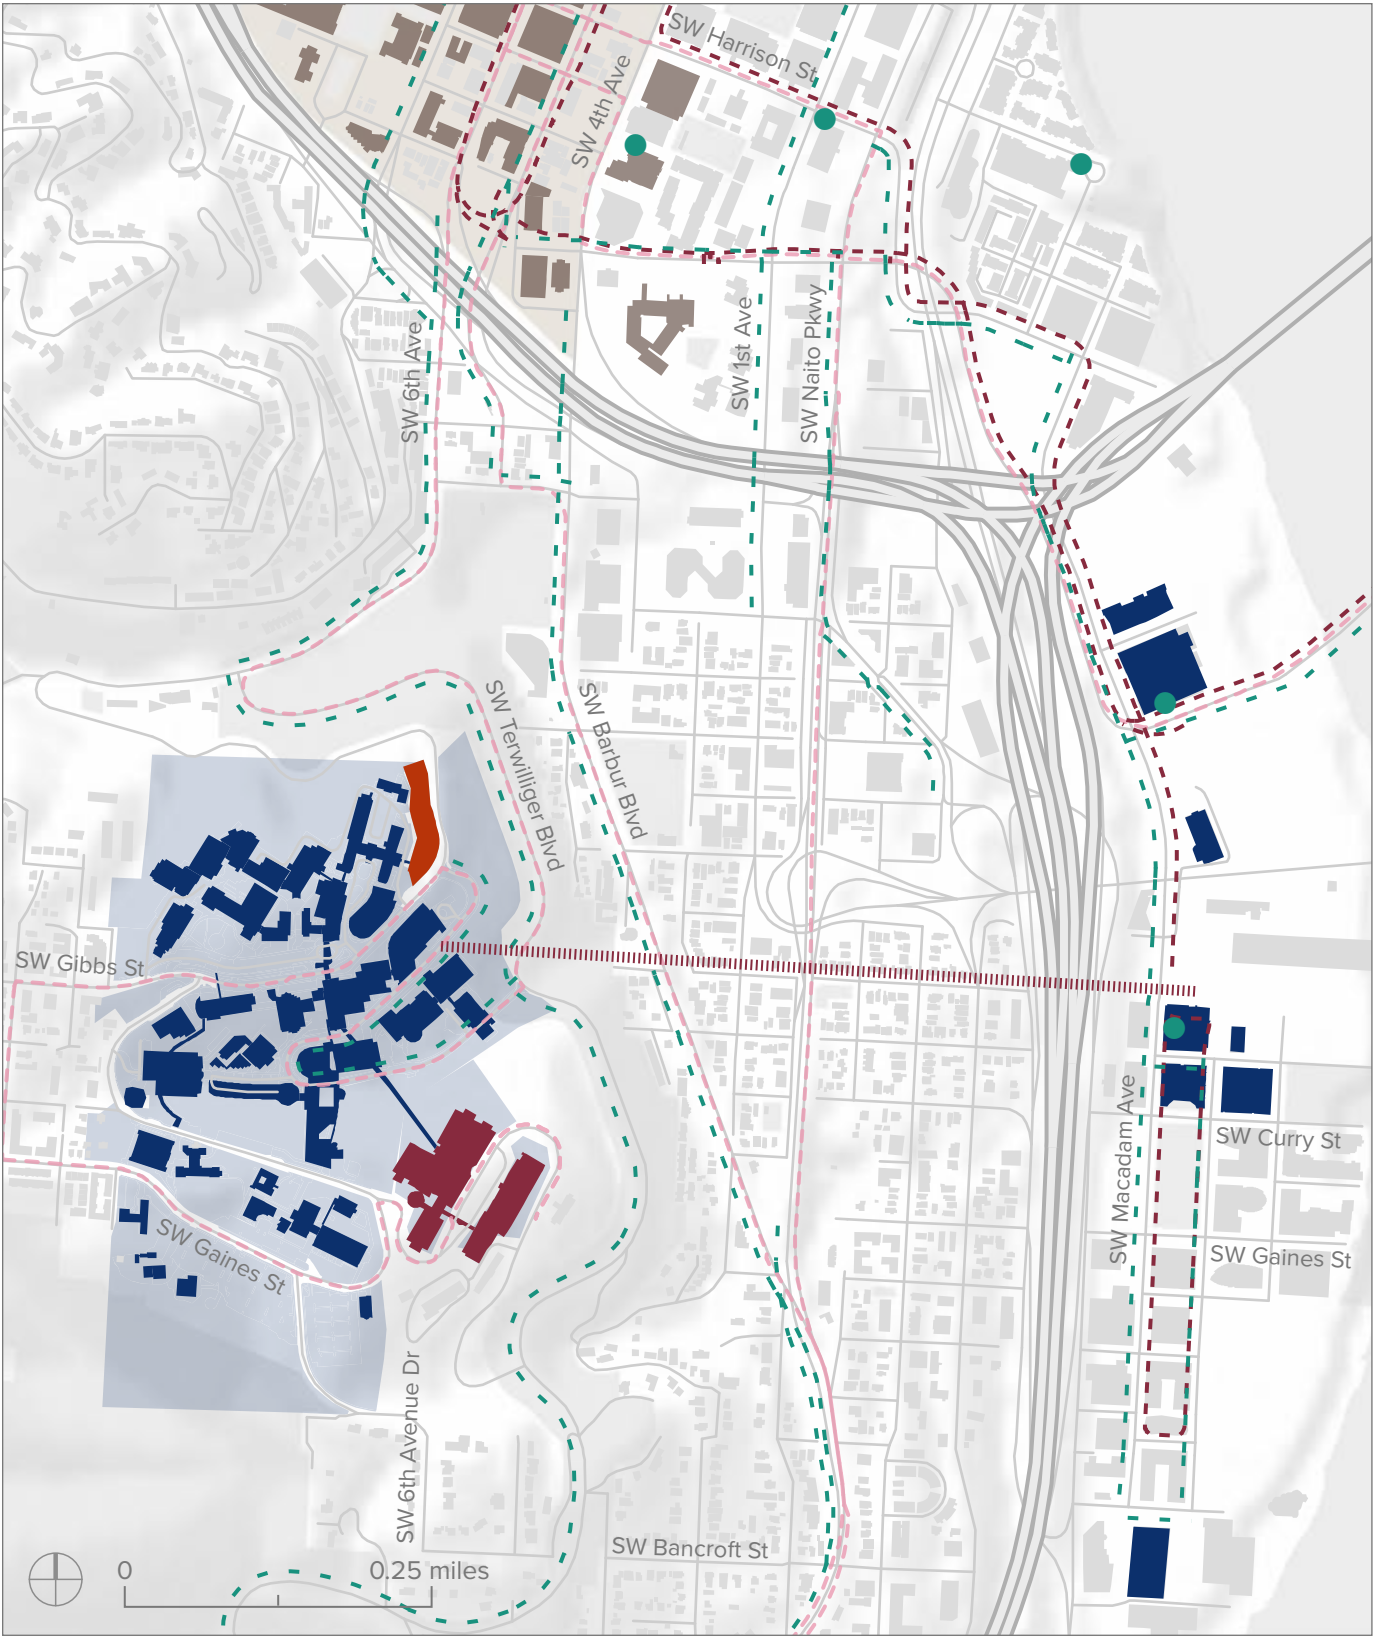 SW Harrison St
SW 4th Ave
SW 6th Ave
SW 1st Ave
SW Naito Pkwy
SW Terwilliger Blvd
SW Barbur Blvd
SW Gibbs St
SW Macadam Ave
SW Curry St
SW Gaines St
SW Gaines St
SW 6th Avenue Dr
SW Bancroft St
0 0.25 miles